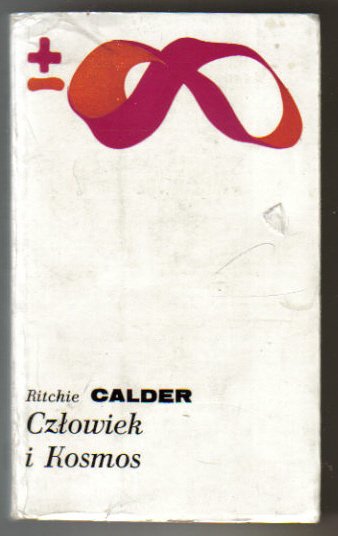 ±∞
Ritchie CALDER
Człowiek
i Kosmos